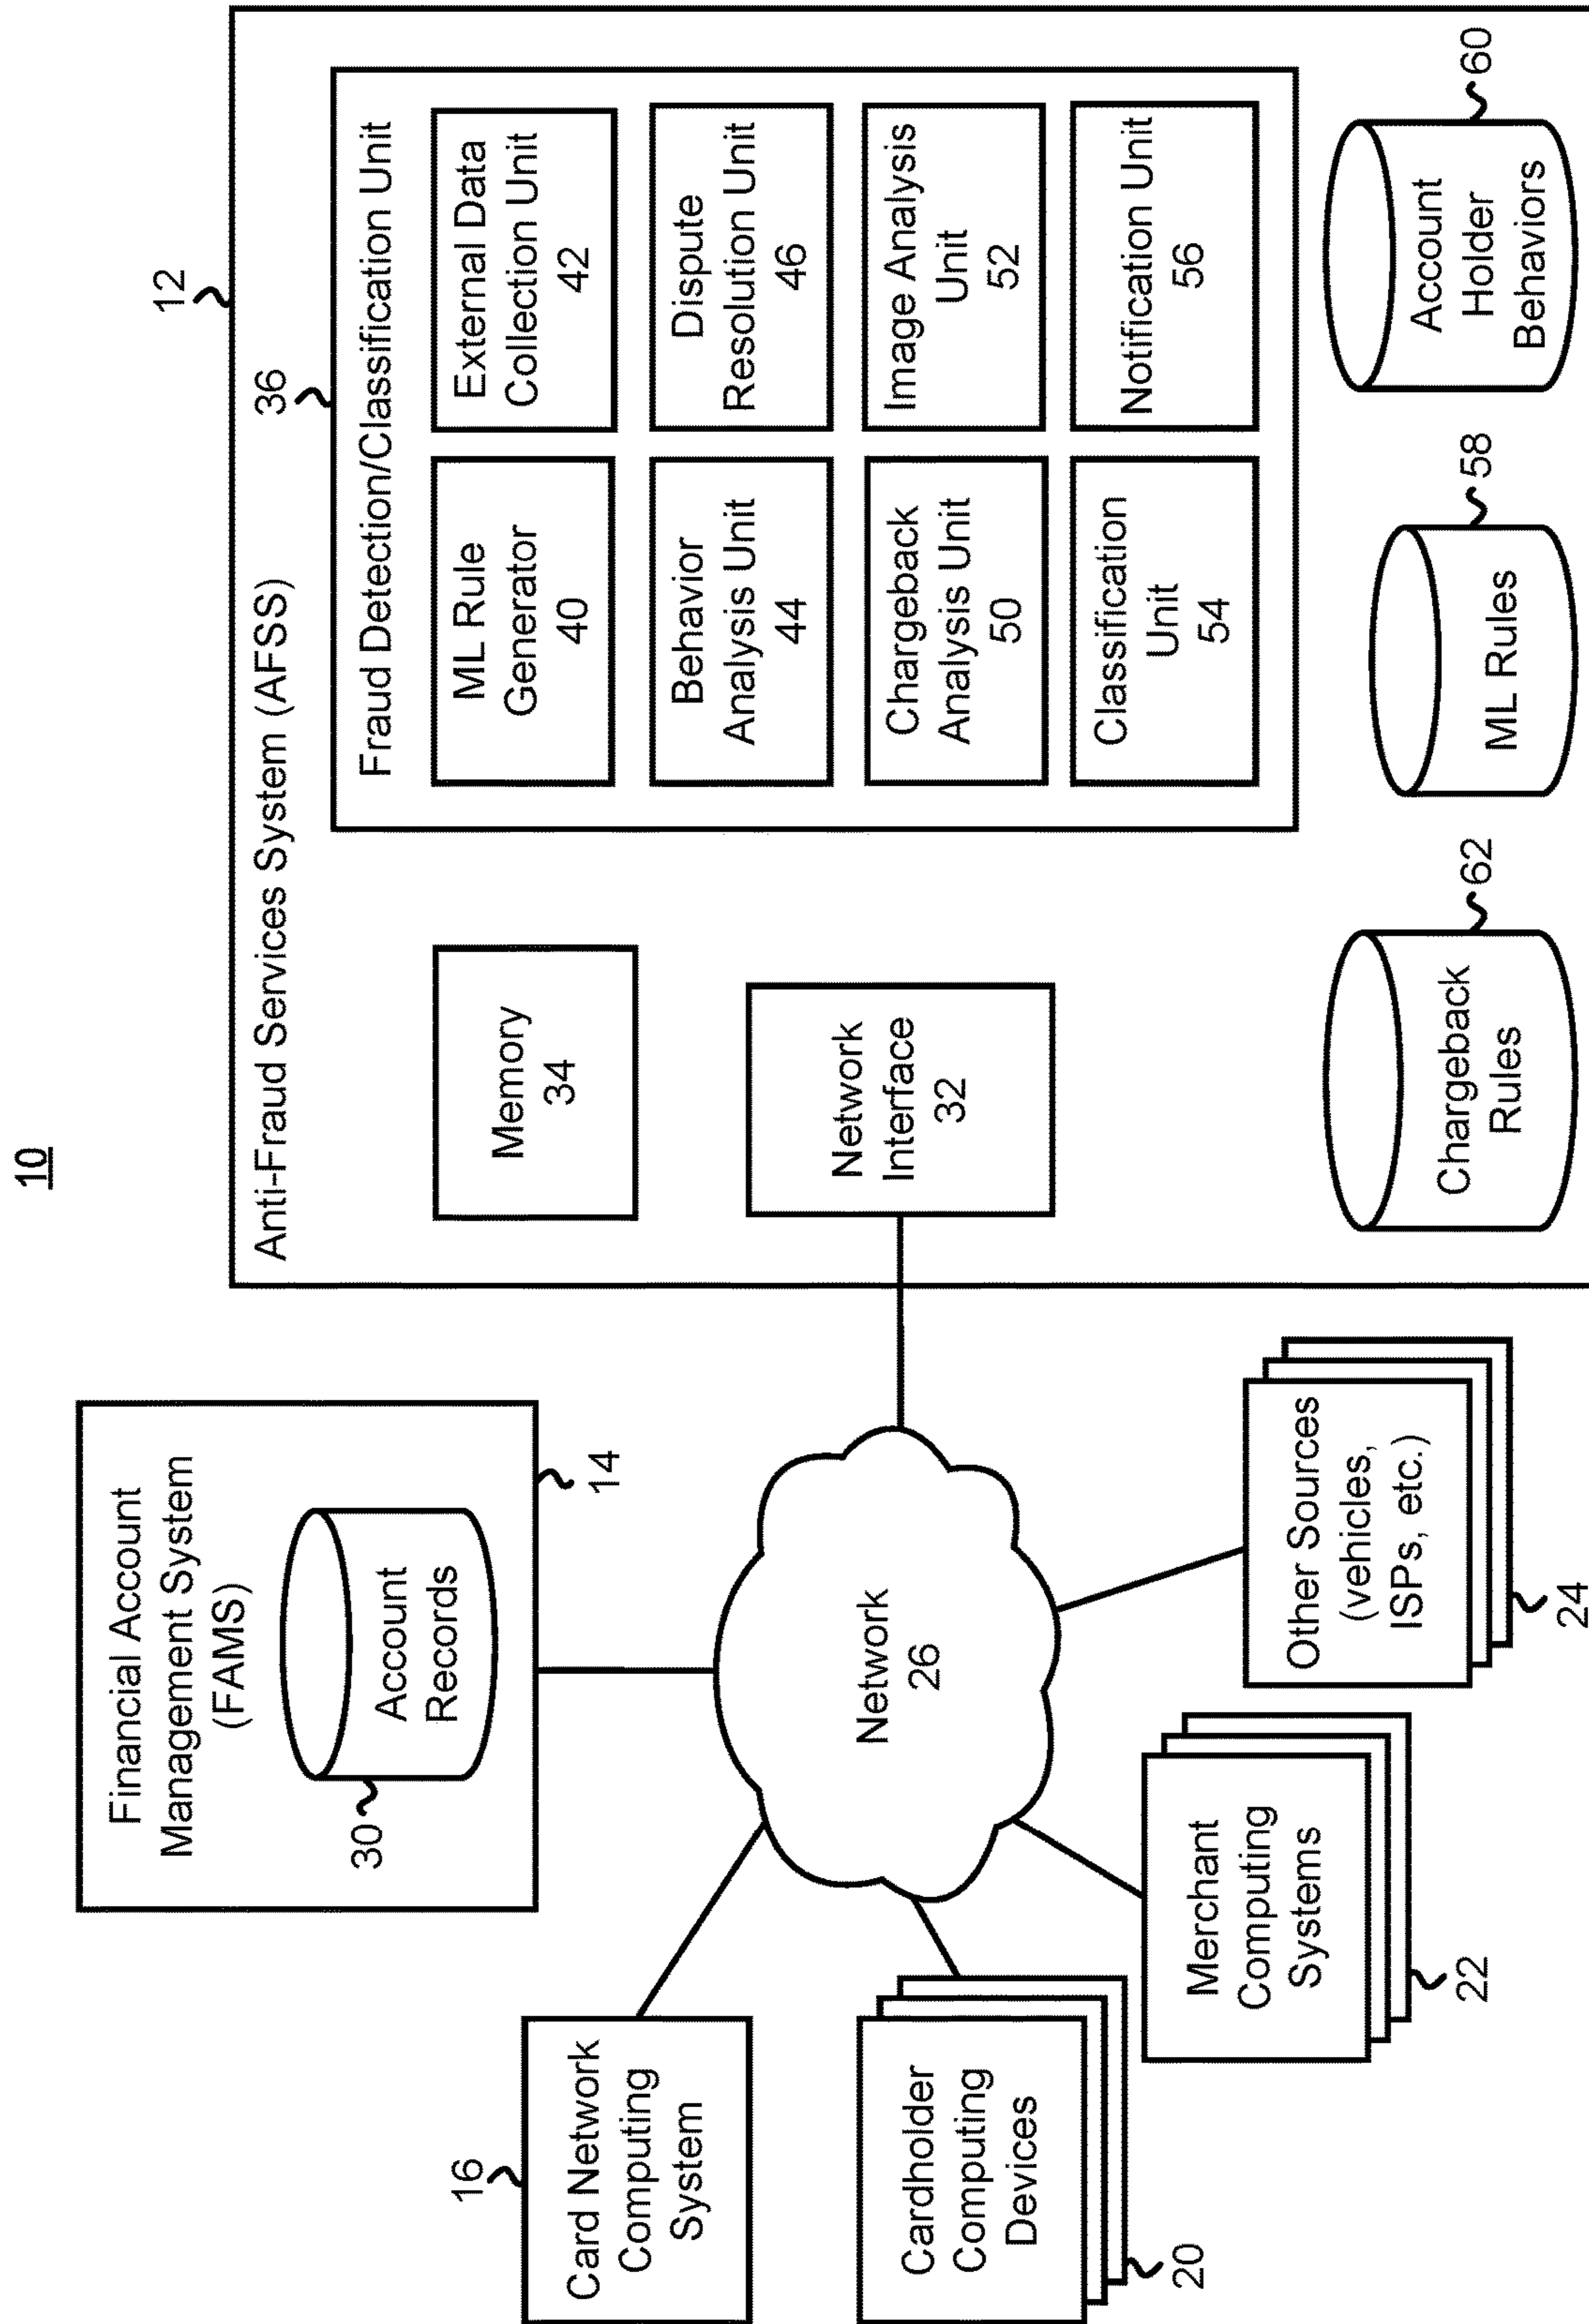 10
Financial Account
Management System
(FAMS)
Account
Records
30
14
16
Card Network
Computing
System
Cardholder
Computing
Devices
20
Merchant
Computing
Systems
22
Other Sources
(vehicles,
ISPs, etc.)
24
Network
26
12
Anti-Fraud Services System (AFSS)
Memory
34
Network
Interface
32
36
Fraud Detection/Classification Unit
ML Rule
Generator
40
External Data
Collection Unit
42
Behavior
Analysis Unit
44
Dispute
Resolution Unit
46
Chargeback
Analysis Unit
50
Image Analysis
Unit
52
Classification
Unit
54
Notification Unit
56
Chargeback
Rules
62
ML Rules
58
Account
Holder
Behaviors
60